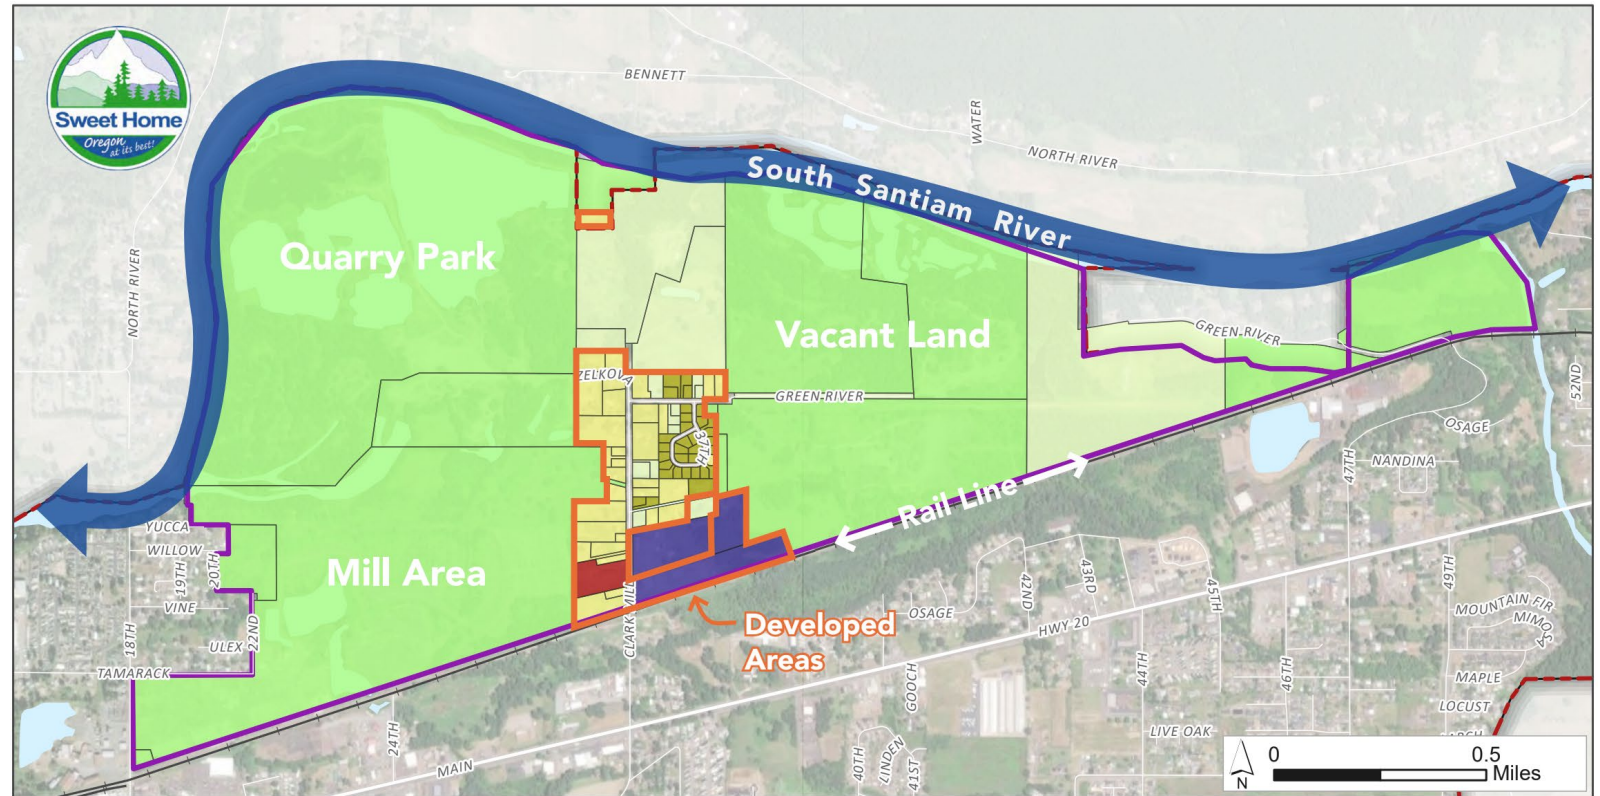 Sweet Home
Oregon
at its best!
BENNETT
WATER
NORTH RIVER
South Santiam River
NORTH RIVER
Quarry Park
Vacant Land
GREEN RIVER
ZELKOVA
GREEN RIVER
37TH
52ND
OSAGE
NANDINA
47TH
Rail Line
YUCCA
WILLOW
19TH
20TH
VINE
18TH
ULEX
22ND
TAMARACK
Mill Area
CLARK MILL
Developed
Areas
OSAGE
42ND
43RD
45TH
49TH
HWY 20
MOUNTAIN FIR
MIMOSA
GOOCH
44TH
46TH
MAPLE
LOCUST
LARCH
LIVE OAK
24TH
MAIN
40TH
LINDEN
41ST
N
0 0.5
Miles